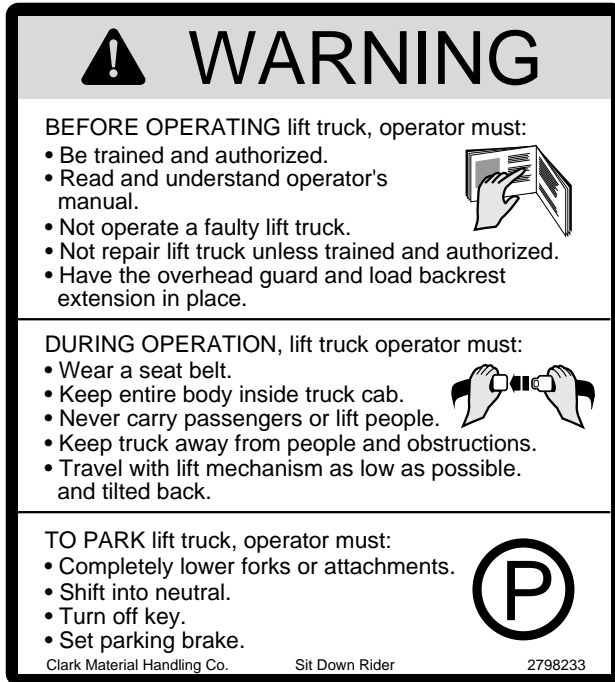 WARNING
BEFORE OPERATING lift truck, operator must:
• Be trained and authorized.
• Read and understand operator's
manual.
• Not operate a faulty lift truck.
• Not repair lift truck unless trained and authorized.
• Have the overhead guard and load backrest
extension in place.
DURING OPERATION, lift truck operator must:
• Wear a seat belt.
• Keep entire body inside truck cab.
• Never carry passengers or lift people.
• Keep truck away from people and obstructions.
• Travel with lift mechanism as low as possible.
and tilted back.
TO PARK lift truck, operator must:
• Completely lower forks or attachments.
• Shift into neutral.
• Turn off key.
• Set parking brake.
P
Clark Material Handling Co. Sit Down Rider 2798233